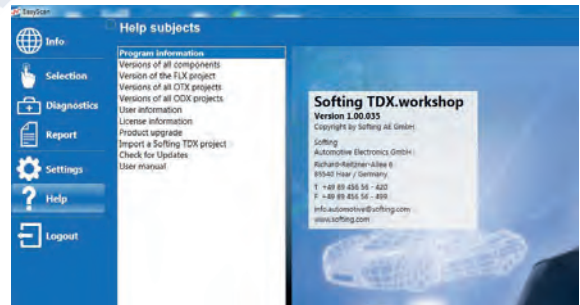 EasyScan
Info
Selection
Diagnostics
Report
Settings
Help
Logout
Help subjects
Program information
Versions of all components
Version of the FLX project
Versions of all OTX projects
Versions of all ODX projects
User information
License information
Product upgrade
Import a Softing TDX project
Check for Updates
User manual
Softing TDX.workshop
Version 1.00.035
Copyright by Softing AE GmbH
Softing
Automotive Electronics GmbH
Richard-Reitzner-Allee 6
85540 Haar / Germany
T +49 89 456 56 - 420
F +49 89 456 56 - 499
info.automotive@softing.com
www.softing.com